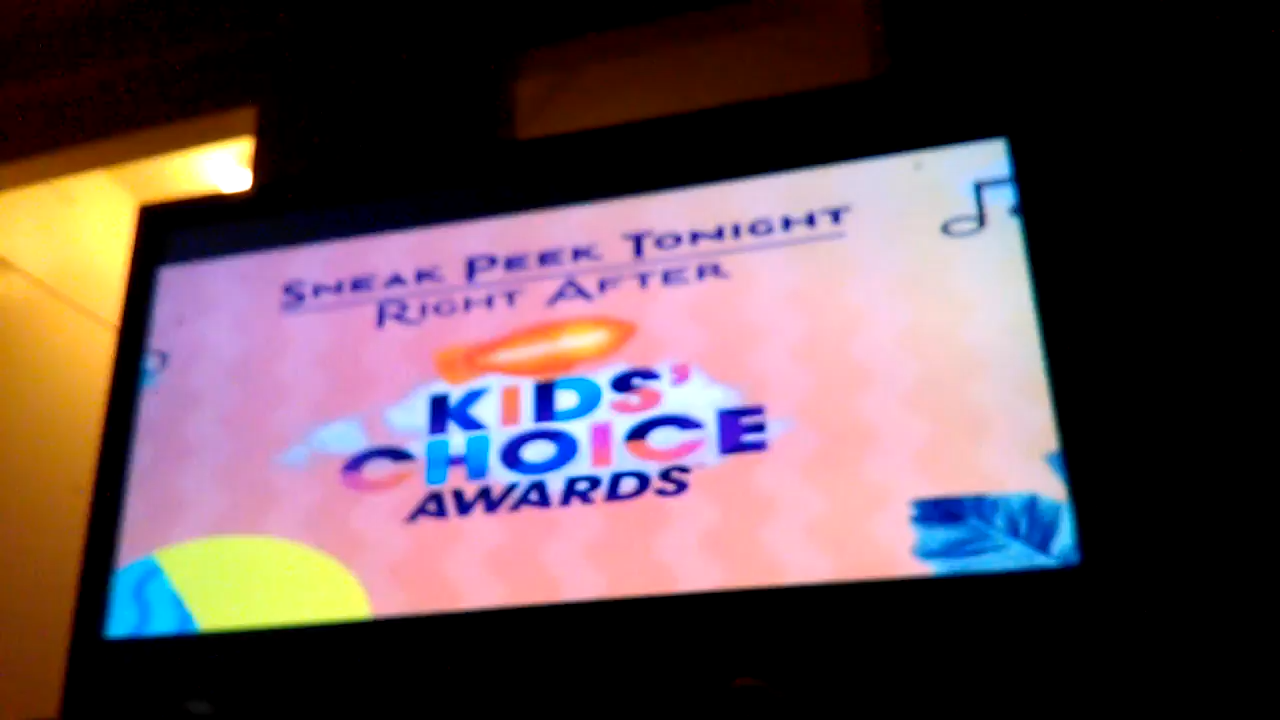 SNEAK PEEK TONIGHT
RIGHT AFTER
KIDS'
CHOICE
AWARDS